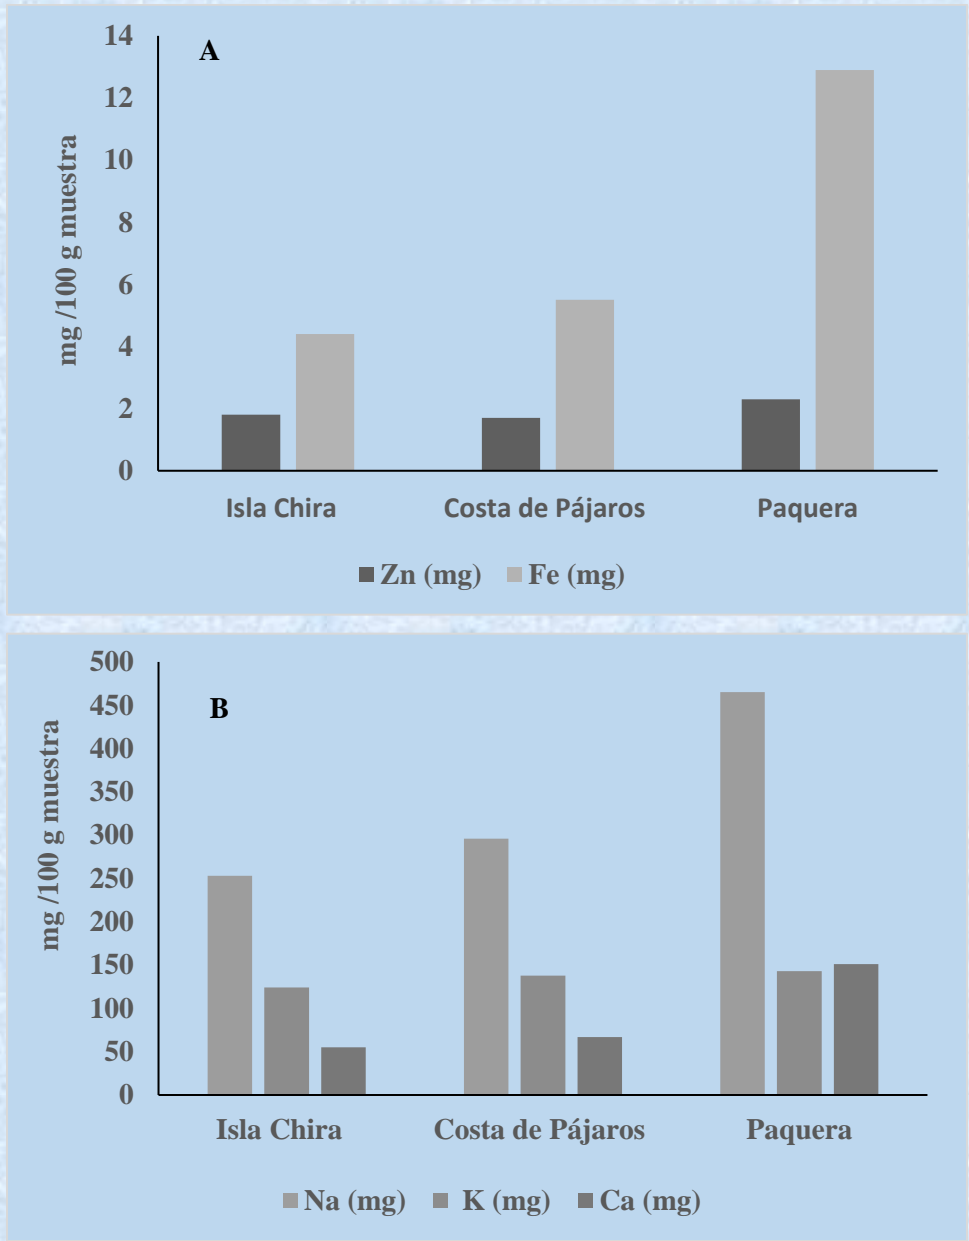 A
mg /100 g muestra
14
12
10
8
6
4
2
0
Isla Chira Costa de Pájaros Paquera
Zn (mg) Fe (mg)
B
mg /100 g muestra
500
450
400
350
300
250
200
150
100
50
0
Isla Chira Costa de Pájaros Paquera
Na (mg) K (mg) Ca (mg)